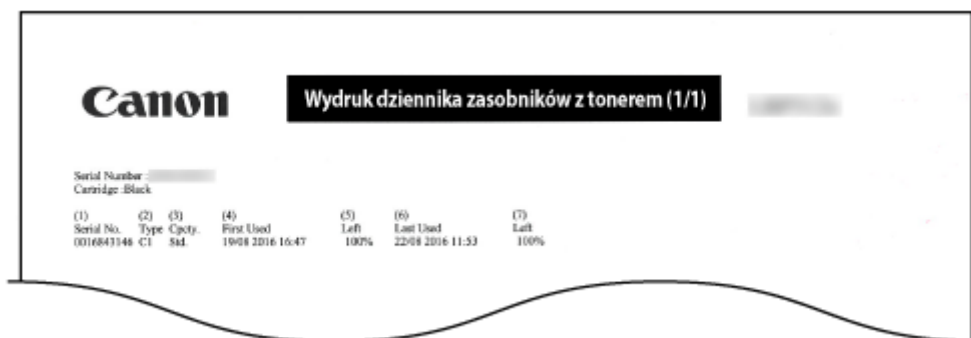 Canon
Wydruk dziennika zasobników z tonerem (1/1)
Serial Number :
Cartridge :Black
(1) (2) (3) (4) (5) (6) (7)
Serial No. Type Cpcty. First Used Left Last Used Left
0016843146 C1 Std. 19/08 2016 16:47 100% 22/08 2016 11:53 100%